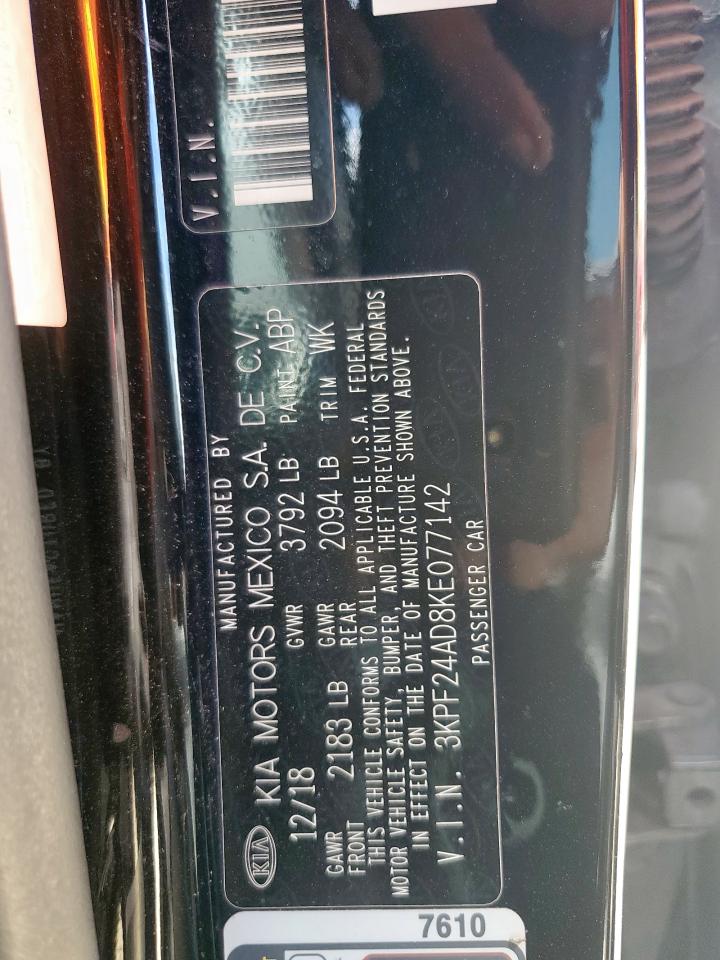 V.I.N.
MANUFACTURED BY
KIA KIA MOTORS MEXICO S.A. DE C.V.
12/18 GVWR 3792 LB PAINT ABP
GAWR FRONT 2183 LB GAWR REAR 2094 LB TRIM WK
THIS VEHICLE CONFORMS TO ALL APPLICABLE U.S.A. FEDERAL
MOTOR VEHICLE SAFETY, BUMPER, AND THEFT PREVENTION STANDARDS
IN EFFECT ON THE DATE OF MANUFACTURE SHOWN ABOVE.
V.I.N. 3KPF24AD8KE077142
PASSENGER CAR
7610